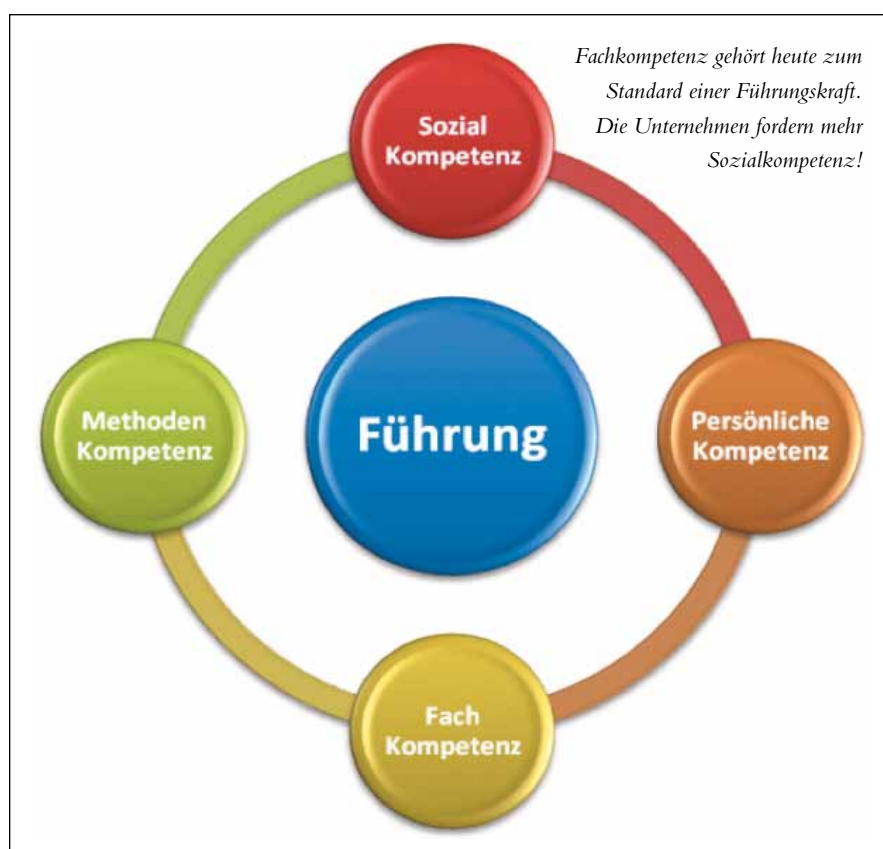 Fachkompetenz gehört heute zum
Standard einer Führungskraft.
Die Unternehmen fordern mehr
Sozialkompetenz!
Sozial
Kompetenz
Methoden
Kompetenz
Führung
Persönliche
Kompetenz
Fach
Kompetenz